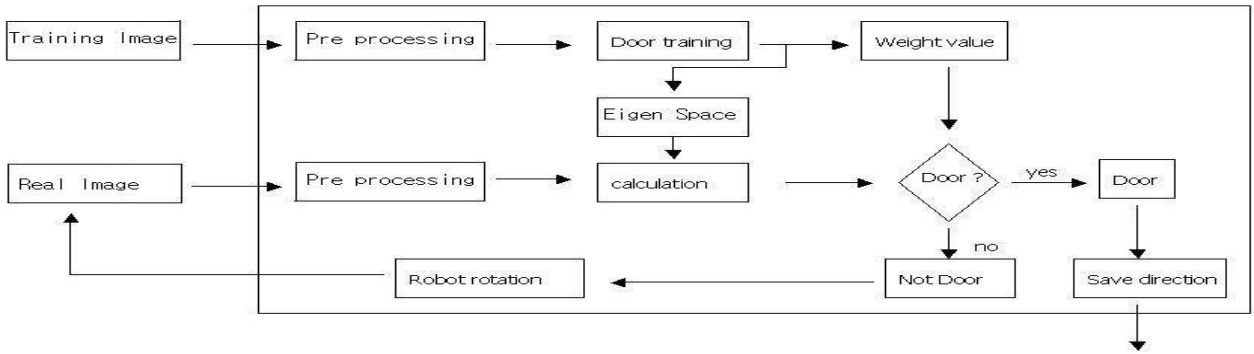 Training Image
Pre processing
Door training
Weight value
Eigen Space
Real Image
Pre processing
calculation
Door ?
yes
Door
no
Robot rotation
Not Door
Save direction